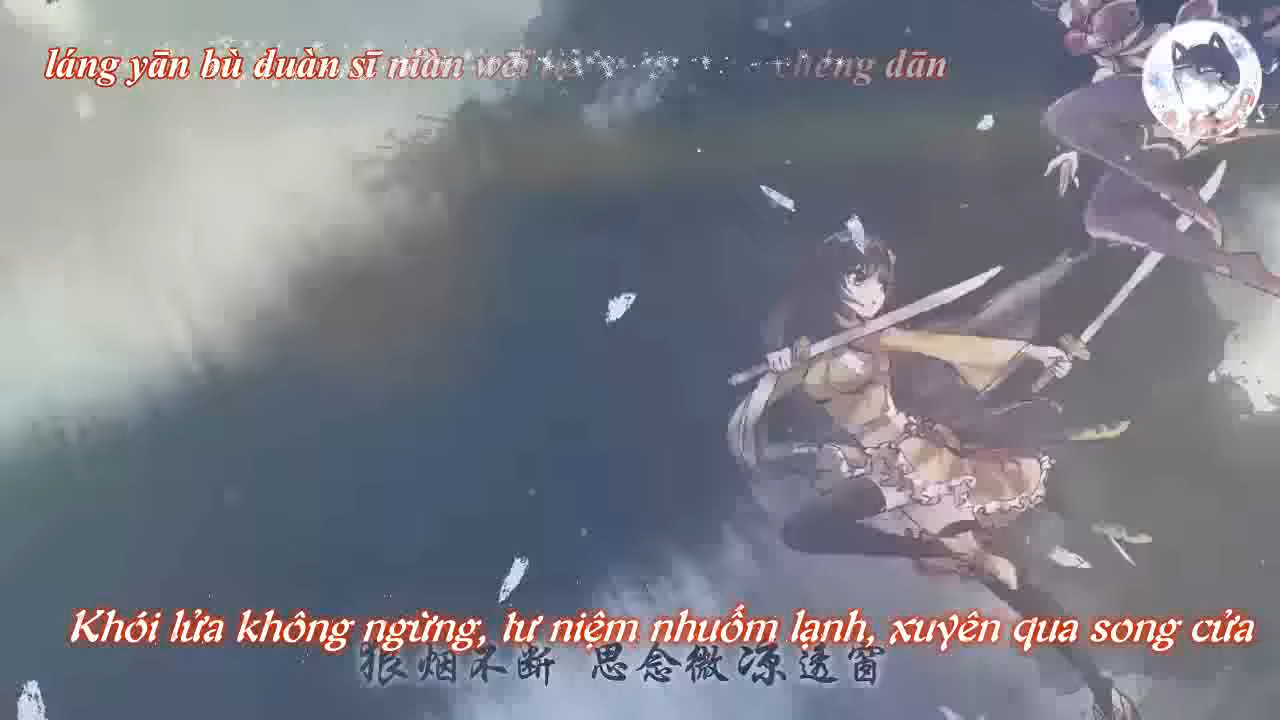 láng yān bù duàn sī niàn wēi chéng dān
Khói lửa không ngừng, tư niệm nhuốm lạnh, xuyên qua song cửa
狼烟不断 思念微凉透窗